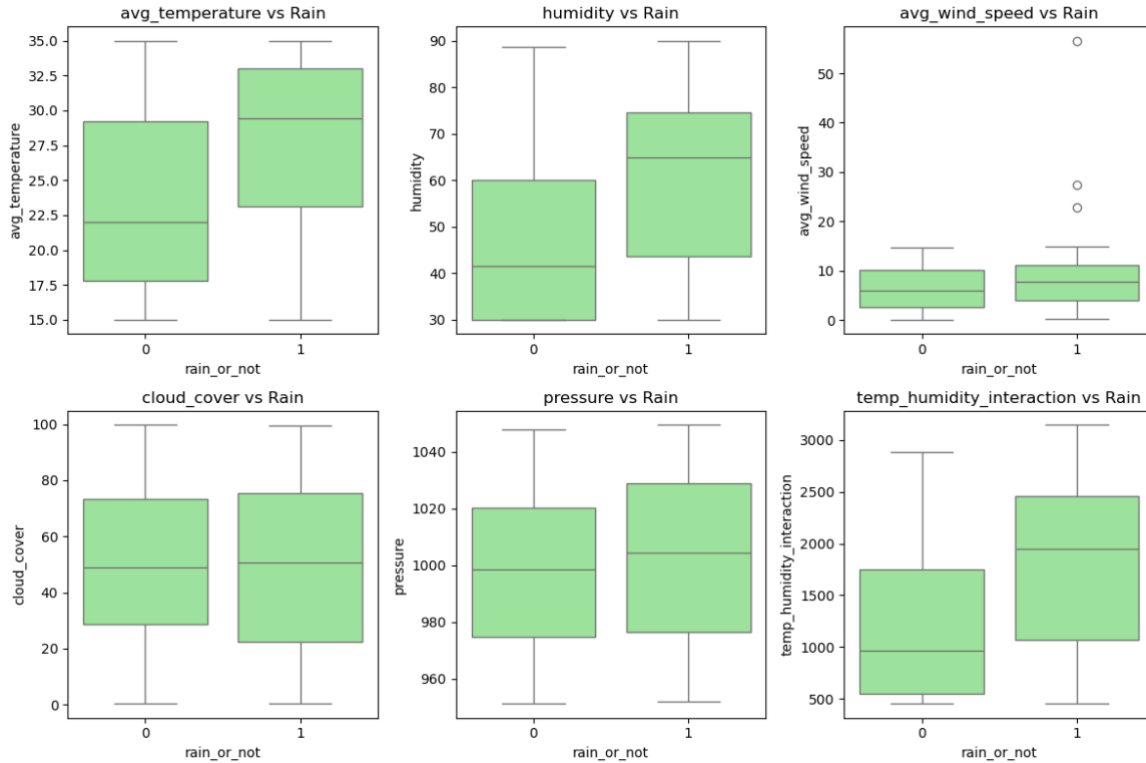 avg_temperature vs Rain
35.0
32.5
30.0
27.5
25.0
22.5
20.0
17.5
15.0
avg_temperature
0 1
rain_or_not
humidity vs Rain
90
80
70
60
50
40
30
humidity
0 1
rain_or_not
avg_wind_speed vs Rain
50
40
30
20
10
0
avg_wind_speed
0 1
rain_or_not
cloud_cover vs Rain
100
80
60
40
20
0
cloud_cover
0 1
rain_or_not
pressure vs Rain
1040
1020
1000
980
960
pressure
0 1
rain_or_not
temp_humidity_interaction vs Rain
3000
2500
2000
1500
1000
500
temp_humidity_interaction
0 1
rain_or_not